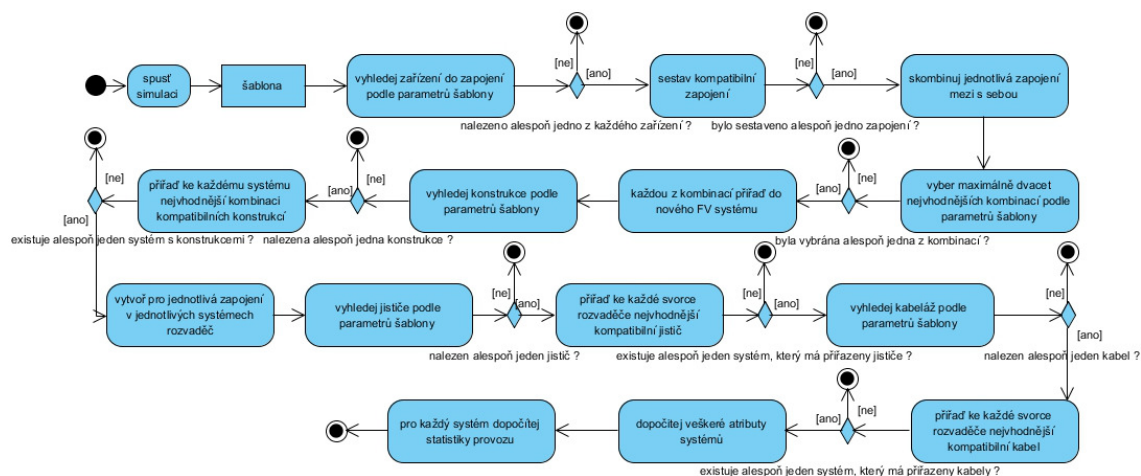 spusť
simulaci
šablona
vyhledej zařízení do zapojení
podle parametrů šablony
[ne]
[ano]
nalezeno alespoň jedno z každého zařízení ?
sestav kompatibilní
zapojení
[ne]
[ano]
bylo sestaveno alespoň jedno zapojení ?
skombinuj jednotlivá zapojení
mezi s sebou
vyber maximálně dvacet
nejvhodnějších kombinací podle
parametrů šablony
[ne]
[ano]
byla vybrána alespoň jedna z kombinací ?
každou z kombinací přiřaď do
nového FV systému
vyhledej konstrukce podle
parametrů šablony
[ne]
[ano]
nalezena alespoň jedna konstrukce ?
přiřaď ke každému systému
nejvhodnější kombinaci
kompatibilních konstrukcí
[ne]
[ano]
existuje alespoň jeden systém s konstrukcemi ?
vytvoř pro jednotlivá zapojení
v jednotlivých systémech
rozvaděč
vyhledej jističe podle
parametrů šablony
[ne]
[ano]
nalezen alespoň jeden jistič ?
přiřaď ke každé svorce
rozvaděče nejvhodnější
kompatibilní jistič
[ne]
[ano]
existuje alespoň jeden systém, který má přiřazeny jističe ?
vyhledej kabeláž podle
parametrů šablony
[ne]
[ano]
nalezen alespoň jeden kabel ?
přiřaď ke každé svorce
rozvaděče nejvhodnější
kompatibilní kabel
[ne]
[ano]
existuje alespoň jeden systém, který má přiřazeny kabely ?
dopočitej veškeré atributy
systémů
pro každý systém dopočítej
statistiky provozu